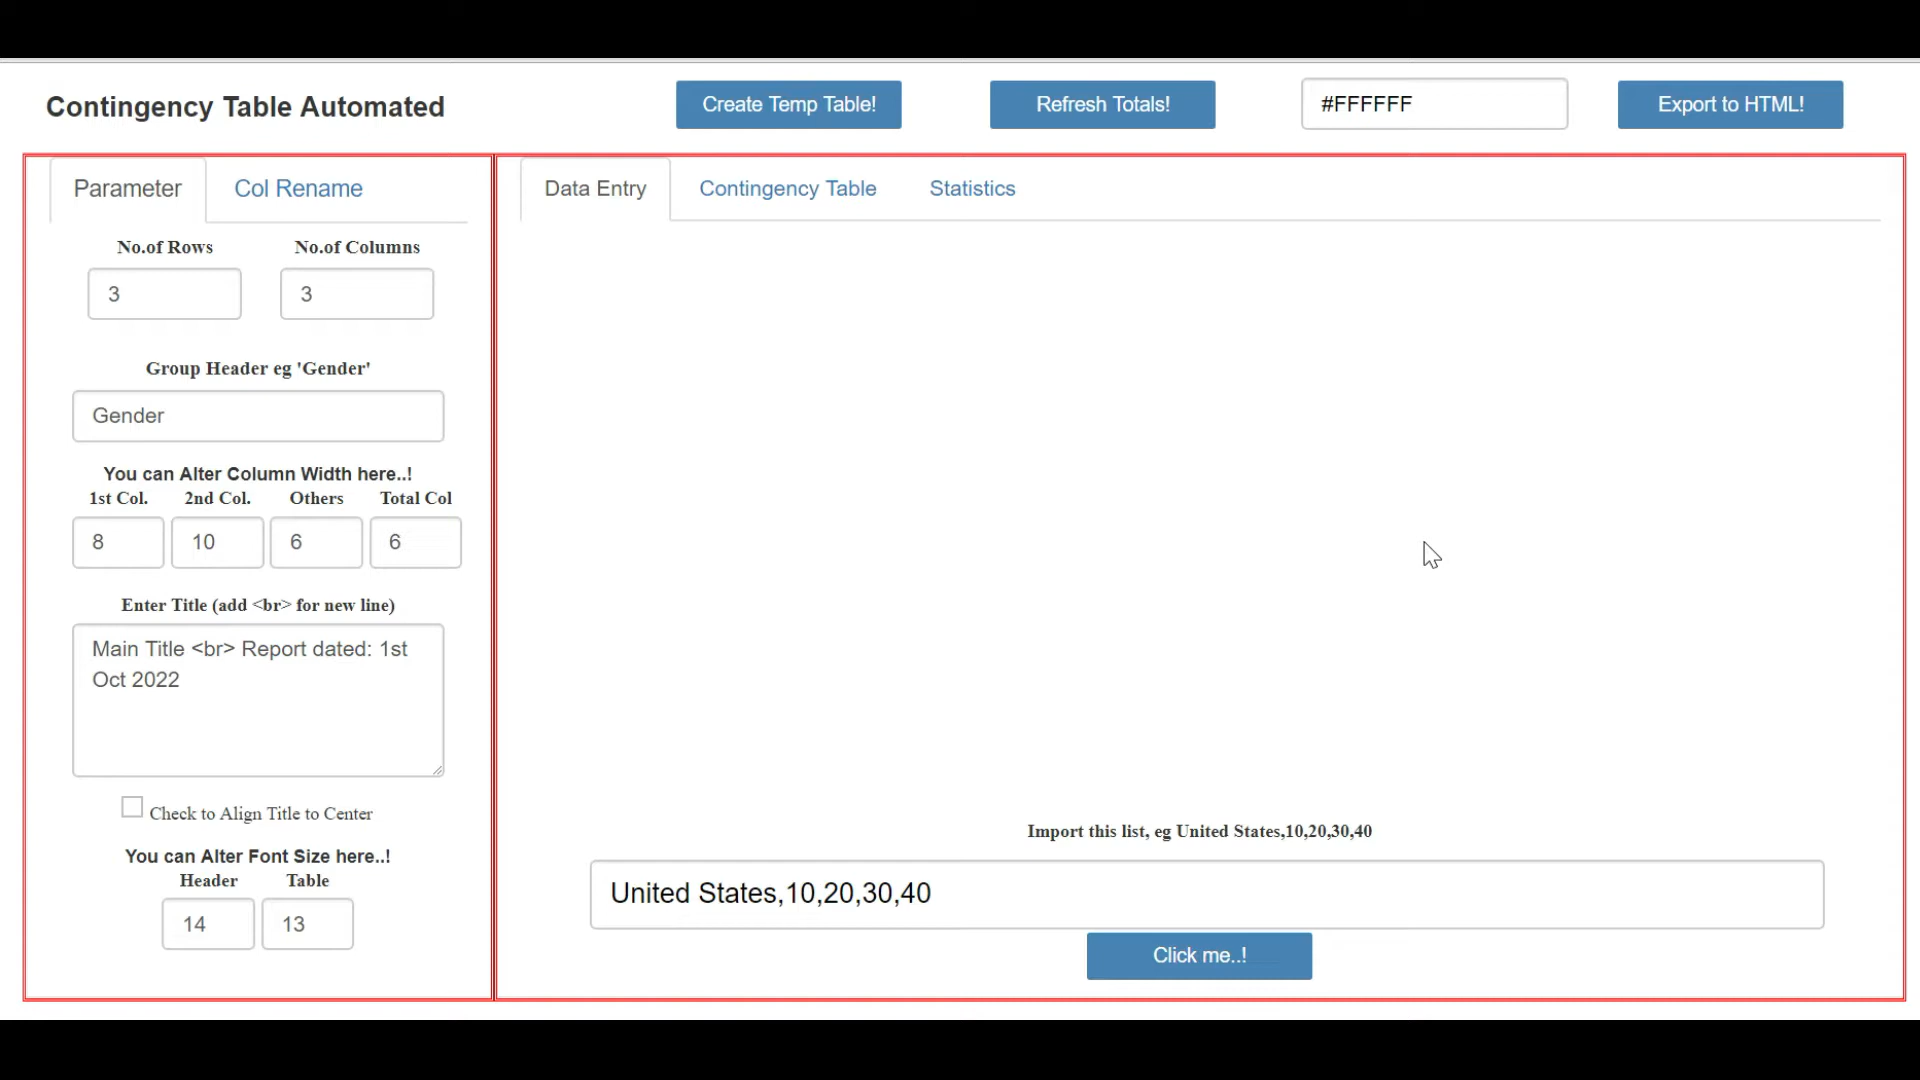 Contingency Table Automated
Create Temp Table!
Refresh Totals!
#FFFFFF
Export to HTML!
Parameter
Col Rename
No.of Rows
No.of Columns
3
3
Group Header eg 'Gender'
Gender
You can Alter Column Width here..!
1st Col.
2nd Col.
Others
Total Col
8
10
6
6
Enter Title (add <br> for new line)
Main Title <br> Report dated: 1st
Oct 2022
Check to Align Title to Center
You can Alter Font Size here..!
Header
Table
14
13
Data Entry
Contingency Table
Statistics
Import this list, eg United States,10,20,30,40
United States,10,20,30,40
Click me..!